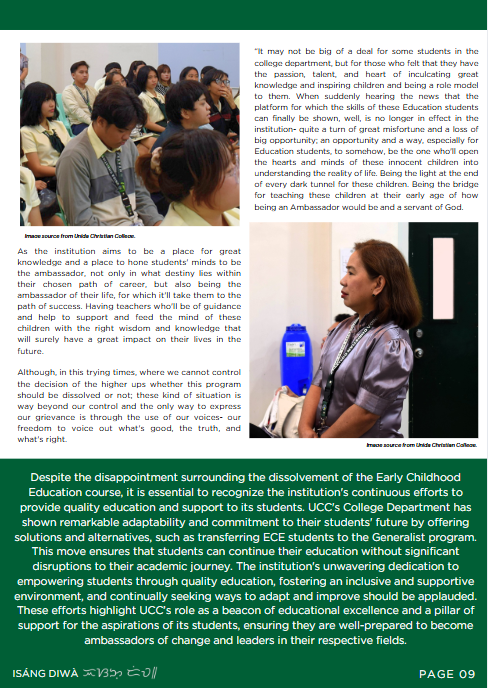 "It may not be big of a deal for some students in the
college department, but for those who felt that they have
the passion, talent, and heart of inculcating great
knowledge and inspiring children and being a role model
to them. When suddenly hearing the news that the
platform for which the skills of these Education students
can finally be shown, well, is no longer in effect in the
institution- quite a turn of great misfortune and a loss of
big opportunity; an opportunity and a way, especially for
Education students, to somehow, be the one who'll open
the hearts and minds of these innocent children into
understanding the reality of life. Being the light at the end
of every dark tunnel for these children. Being the bridge
for teaching these children at their early age of how
being an Ambassador would be and a servant of God.
Image source from Unida Christian College.
As the institution aims to be a place for great
knowledge and a place to hone students' minds to be
the ambassador, not only in what destiny lies within
their chosen path of career, but also being the
ambassador of their life, for which it'll take them to the
path of success. Having teachers who'll be of guidance
and help to support and feed the mind of these
children with the right wisdom and knowledge that
will surely have a great impact on their lives in the
future.
Although, in this trying times, where we cannot control
the decision of the higher ups whether this program
should be dissolved or not; these kind of situation is
way beyond our control and the only way to express
our grievance is through the use of our voices- our
freedom to voice out what's good, the truth, and
what's right.
Image source from Unida Christian College.
Despite the disappointment surrounding the dissolvement of the Early Childhood
Education course, it is essential to recognize the institution's continuous efforts to
provide quality education and support to its students. UCC's College Department has
shown remarkable adaptability and commitment to their students' future by offering
solutions and alternatives, such as transferring ECE students to the Generalist program.
This move ensures that students can continue their education without significant
disruptions to their academic journey. The institution's unwavering dedication to
empowering students through quality education, fostering an inclusive and supportive
environment, and continually seeking ways to adapt and improve should be applauded.
These efforts highlight UCC's role as a beacon of educational excellence and a pillar of
support for the aspirations of its students, ensuring they are well-prepared to become
ambassadors of change and leaders in their respective fields.
ISÁNG DIWÀ
PAGE 09